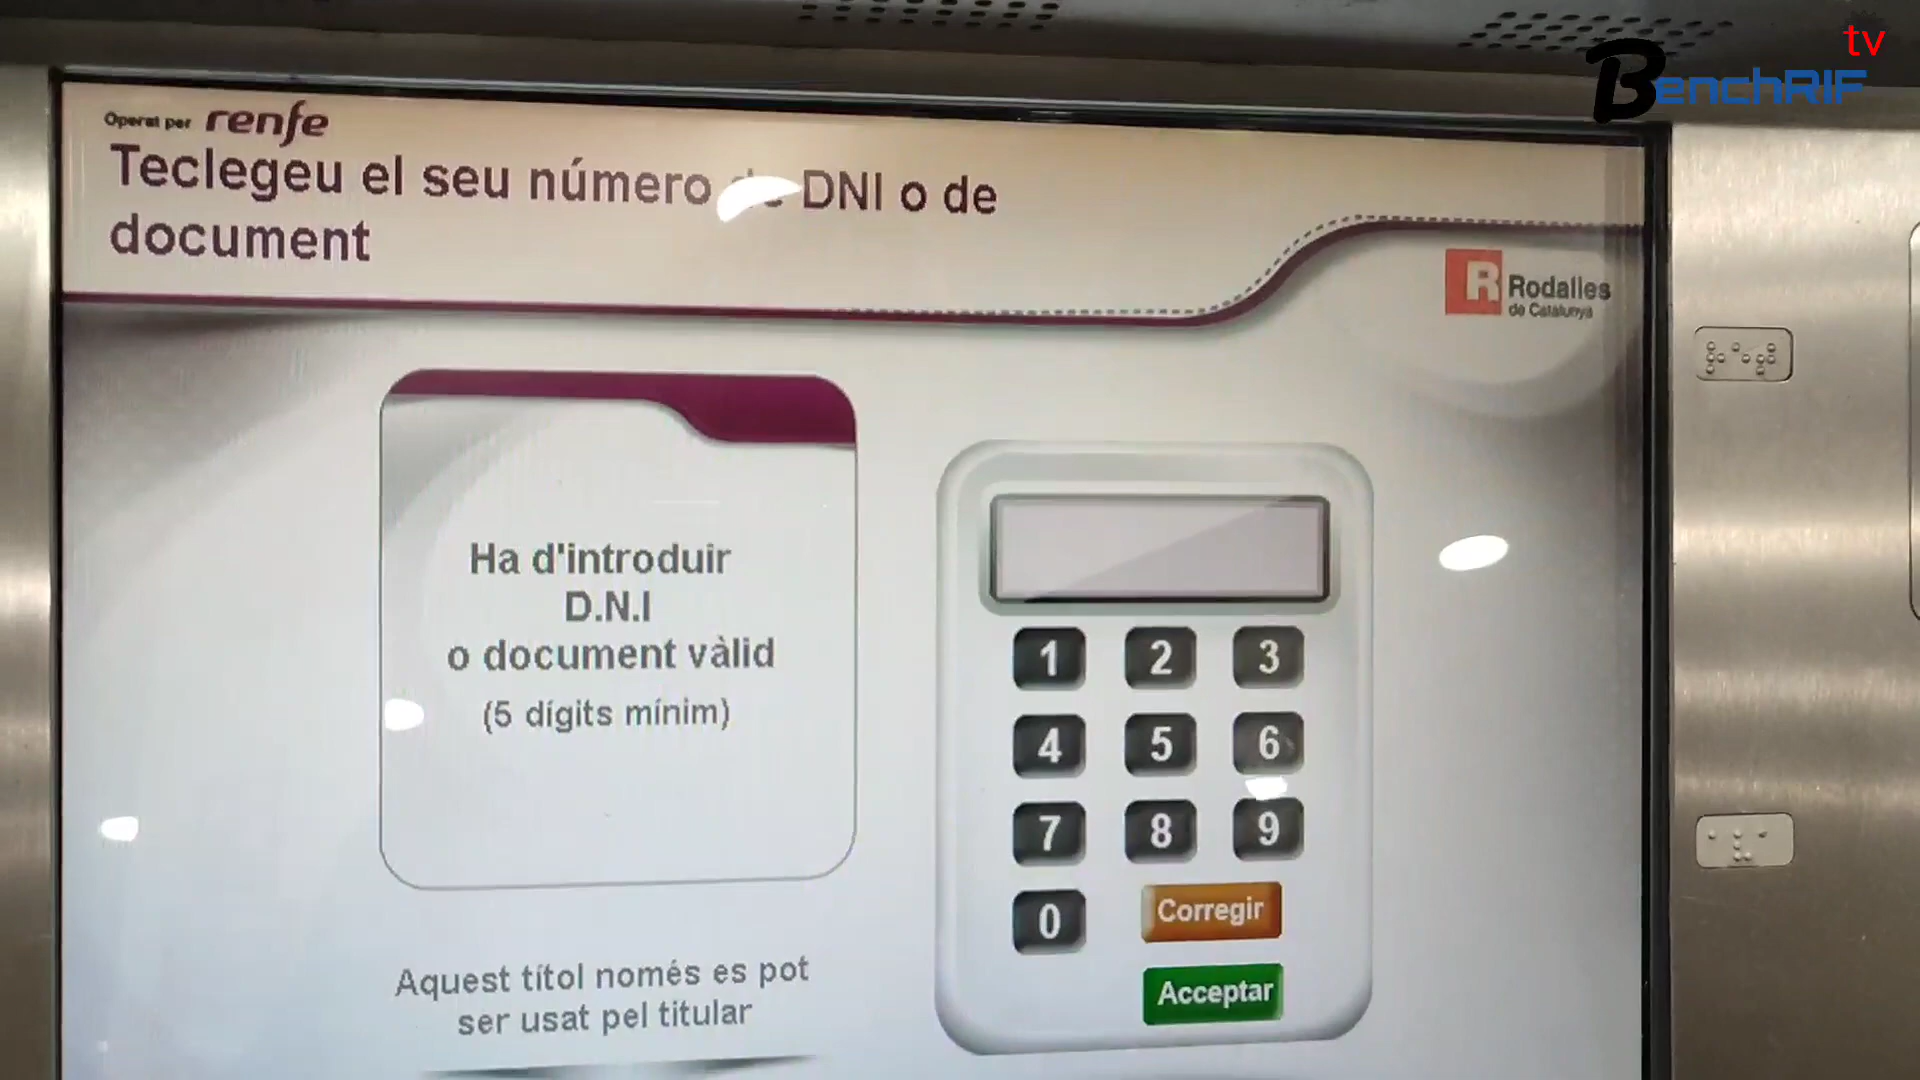 tv
BenchRIF
Operat per renfe
Teclegeu el seu número de DNI o de
document
R Rodalles
de Catalunya
Ha d'introduir
D.N.I
o document vàlid
(5 dígits mínim)
1 2 3
4 5 6
7 8 9
0 Corregir
Acceptar
Aquest títol només es pot
ser usat pel titular